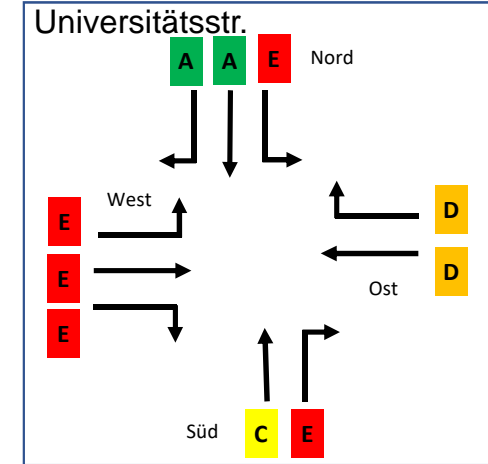 Universitätsstr.
A A E Nord
West
E
E
E
D
D
Ost
Süd C E